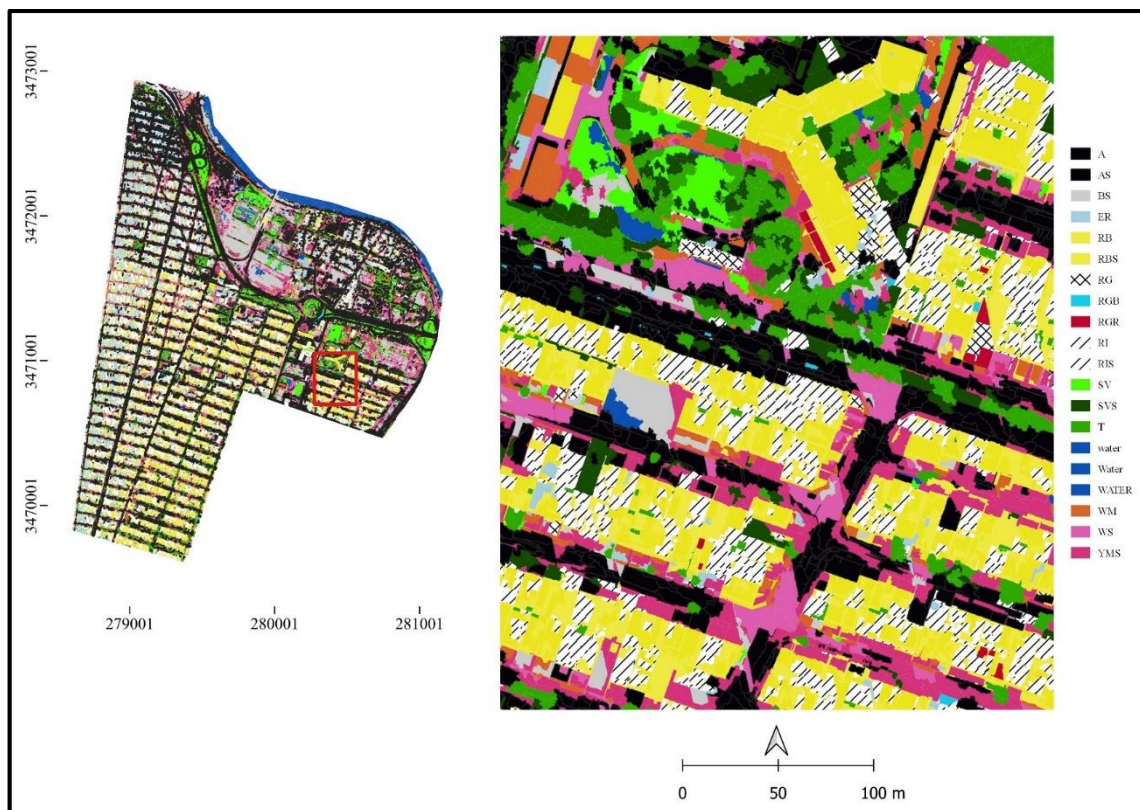 3473001
3472001
3471001
3470001
279001
280001
281001
A
AS
BS
ER
RB
RBS
RG
RGB
RGR
RI
RIS
SV
SVS
T
water
Water
WATER
WM
WS
YMS
0 50 100 m